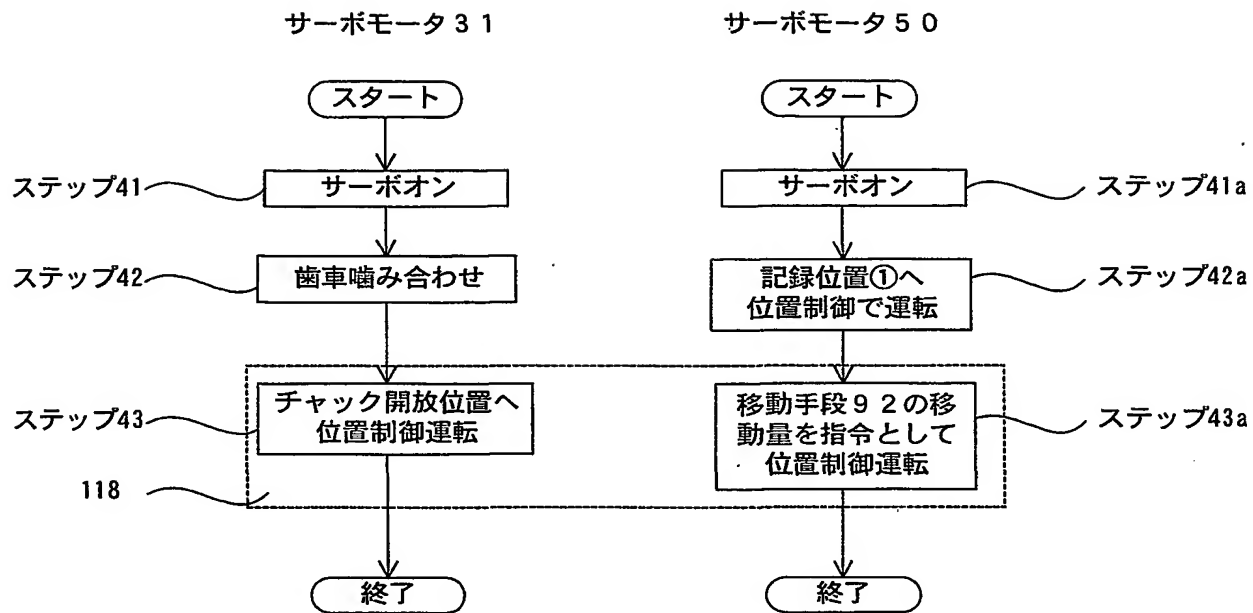 サーボモータ３１
サーボモータ５０
スタート
スタート
ステップ41
サーボオン
サーボオン
ステップ41a
ステップ42
歯車噛み合わせ
記録位置①へ
位置制御で運転
ステップ42a
ステップ43
チャック開放位置へ
位置制御運転
移動手段９２の移
動量を指令として
位置制御運転
ステップ43a
118
終了
終了